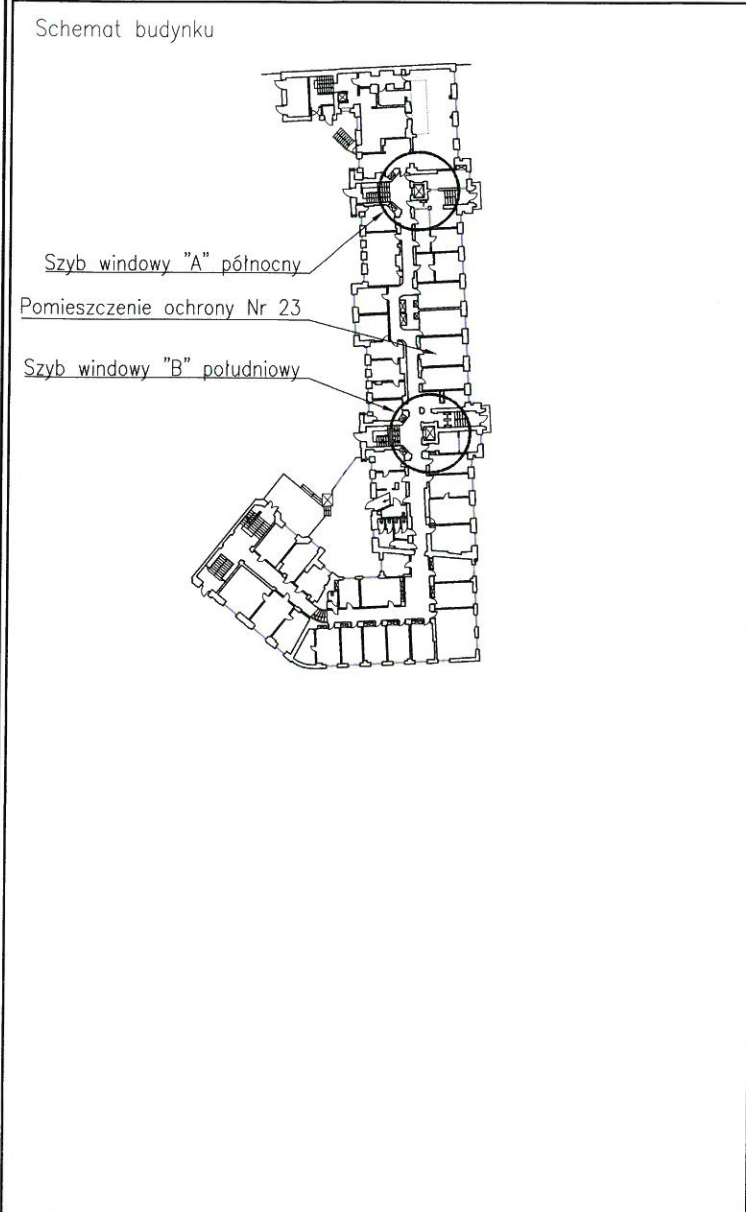 Schemat budynku
Szyb windowy "A" północny
Pomieszczenie ochrony Nr 23
Szyb windowy "B" południowy